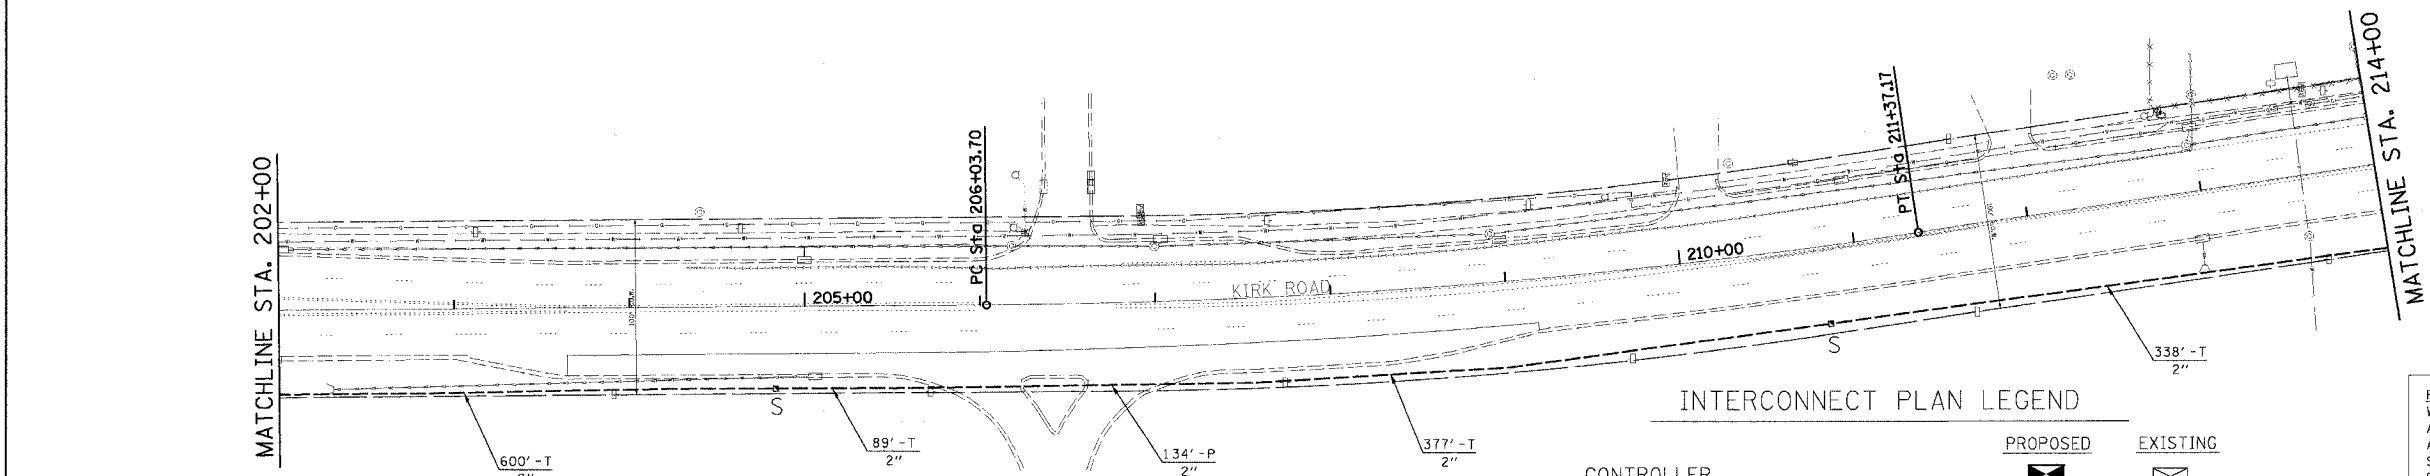 MATCHLINE STA. 202+00
205+00
PC Sta 206+03.70
KIRK ROAD
210+00
PT Sta 211+37.17
MATCHLINE STA. 214+00
S
S
600'-T
89'-T
2"
134'-P
2"
377'-T
2"
338'-T
2"
INTERCONNECT PLAN LEGEND
PROPOSED EXISTING
CONTROLLER